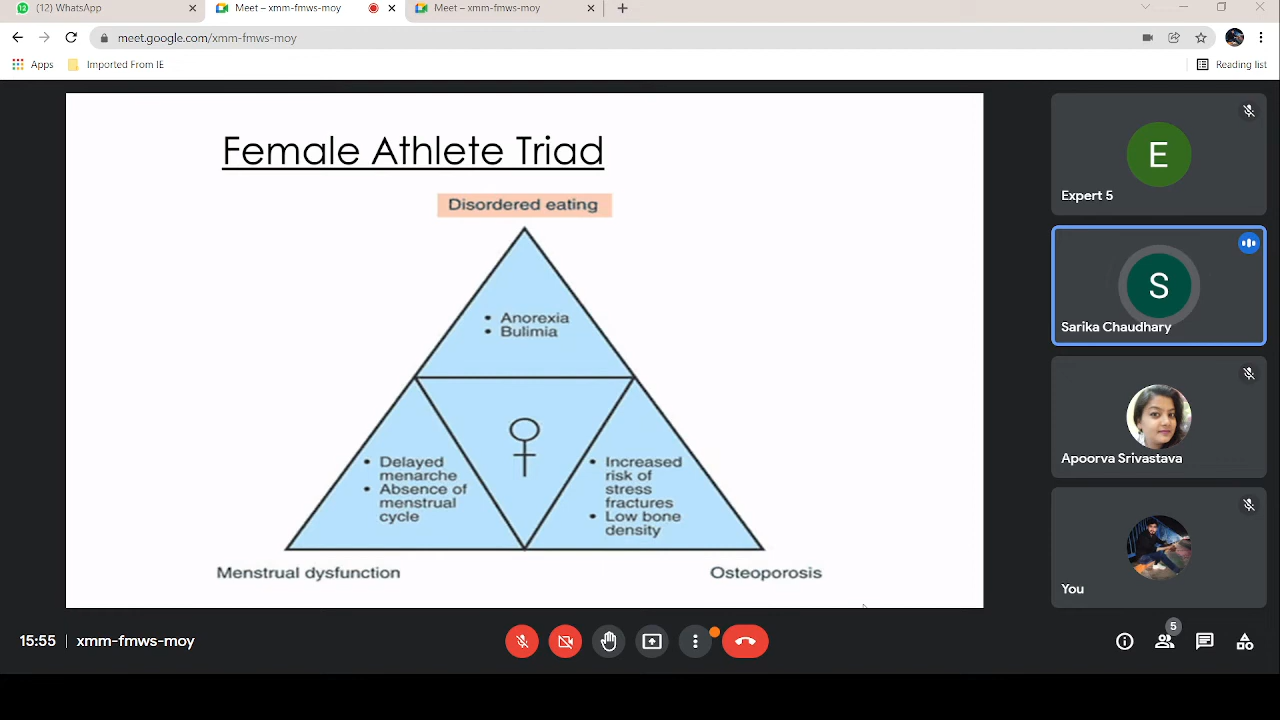 (12) WhatsApp
Meet – xmm-fmws-moy
Meet – xmm-fmws-moy
meet.google.com/xmm-fmws-moy
Apps
Imported From IE
Reading list
Female Athlete Triad
Disordered eating
• Anorexia
• Bulimia
• Delayed
menarche
• Absence of
menstrual
cycle
• Increased
risk of
stress
fractures
• Low bone
density
Menstrual dysfunction
Osteoporosis
E
Expert 5
S
Sarika Chaudhary
Apoorva Srivastava
You
15:55 | xmm-fmws-moy
5